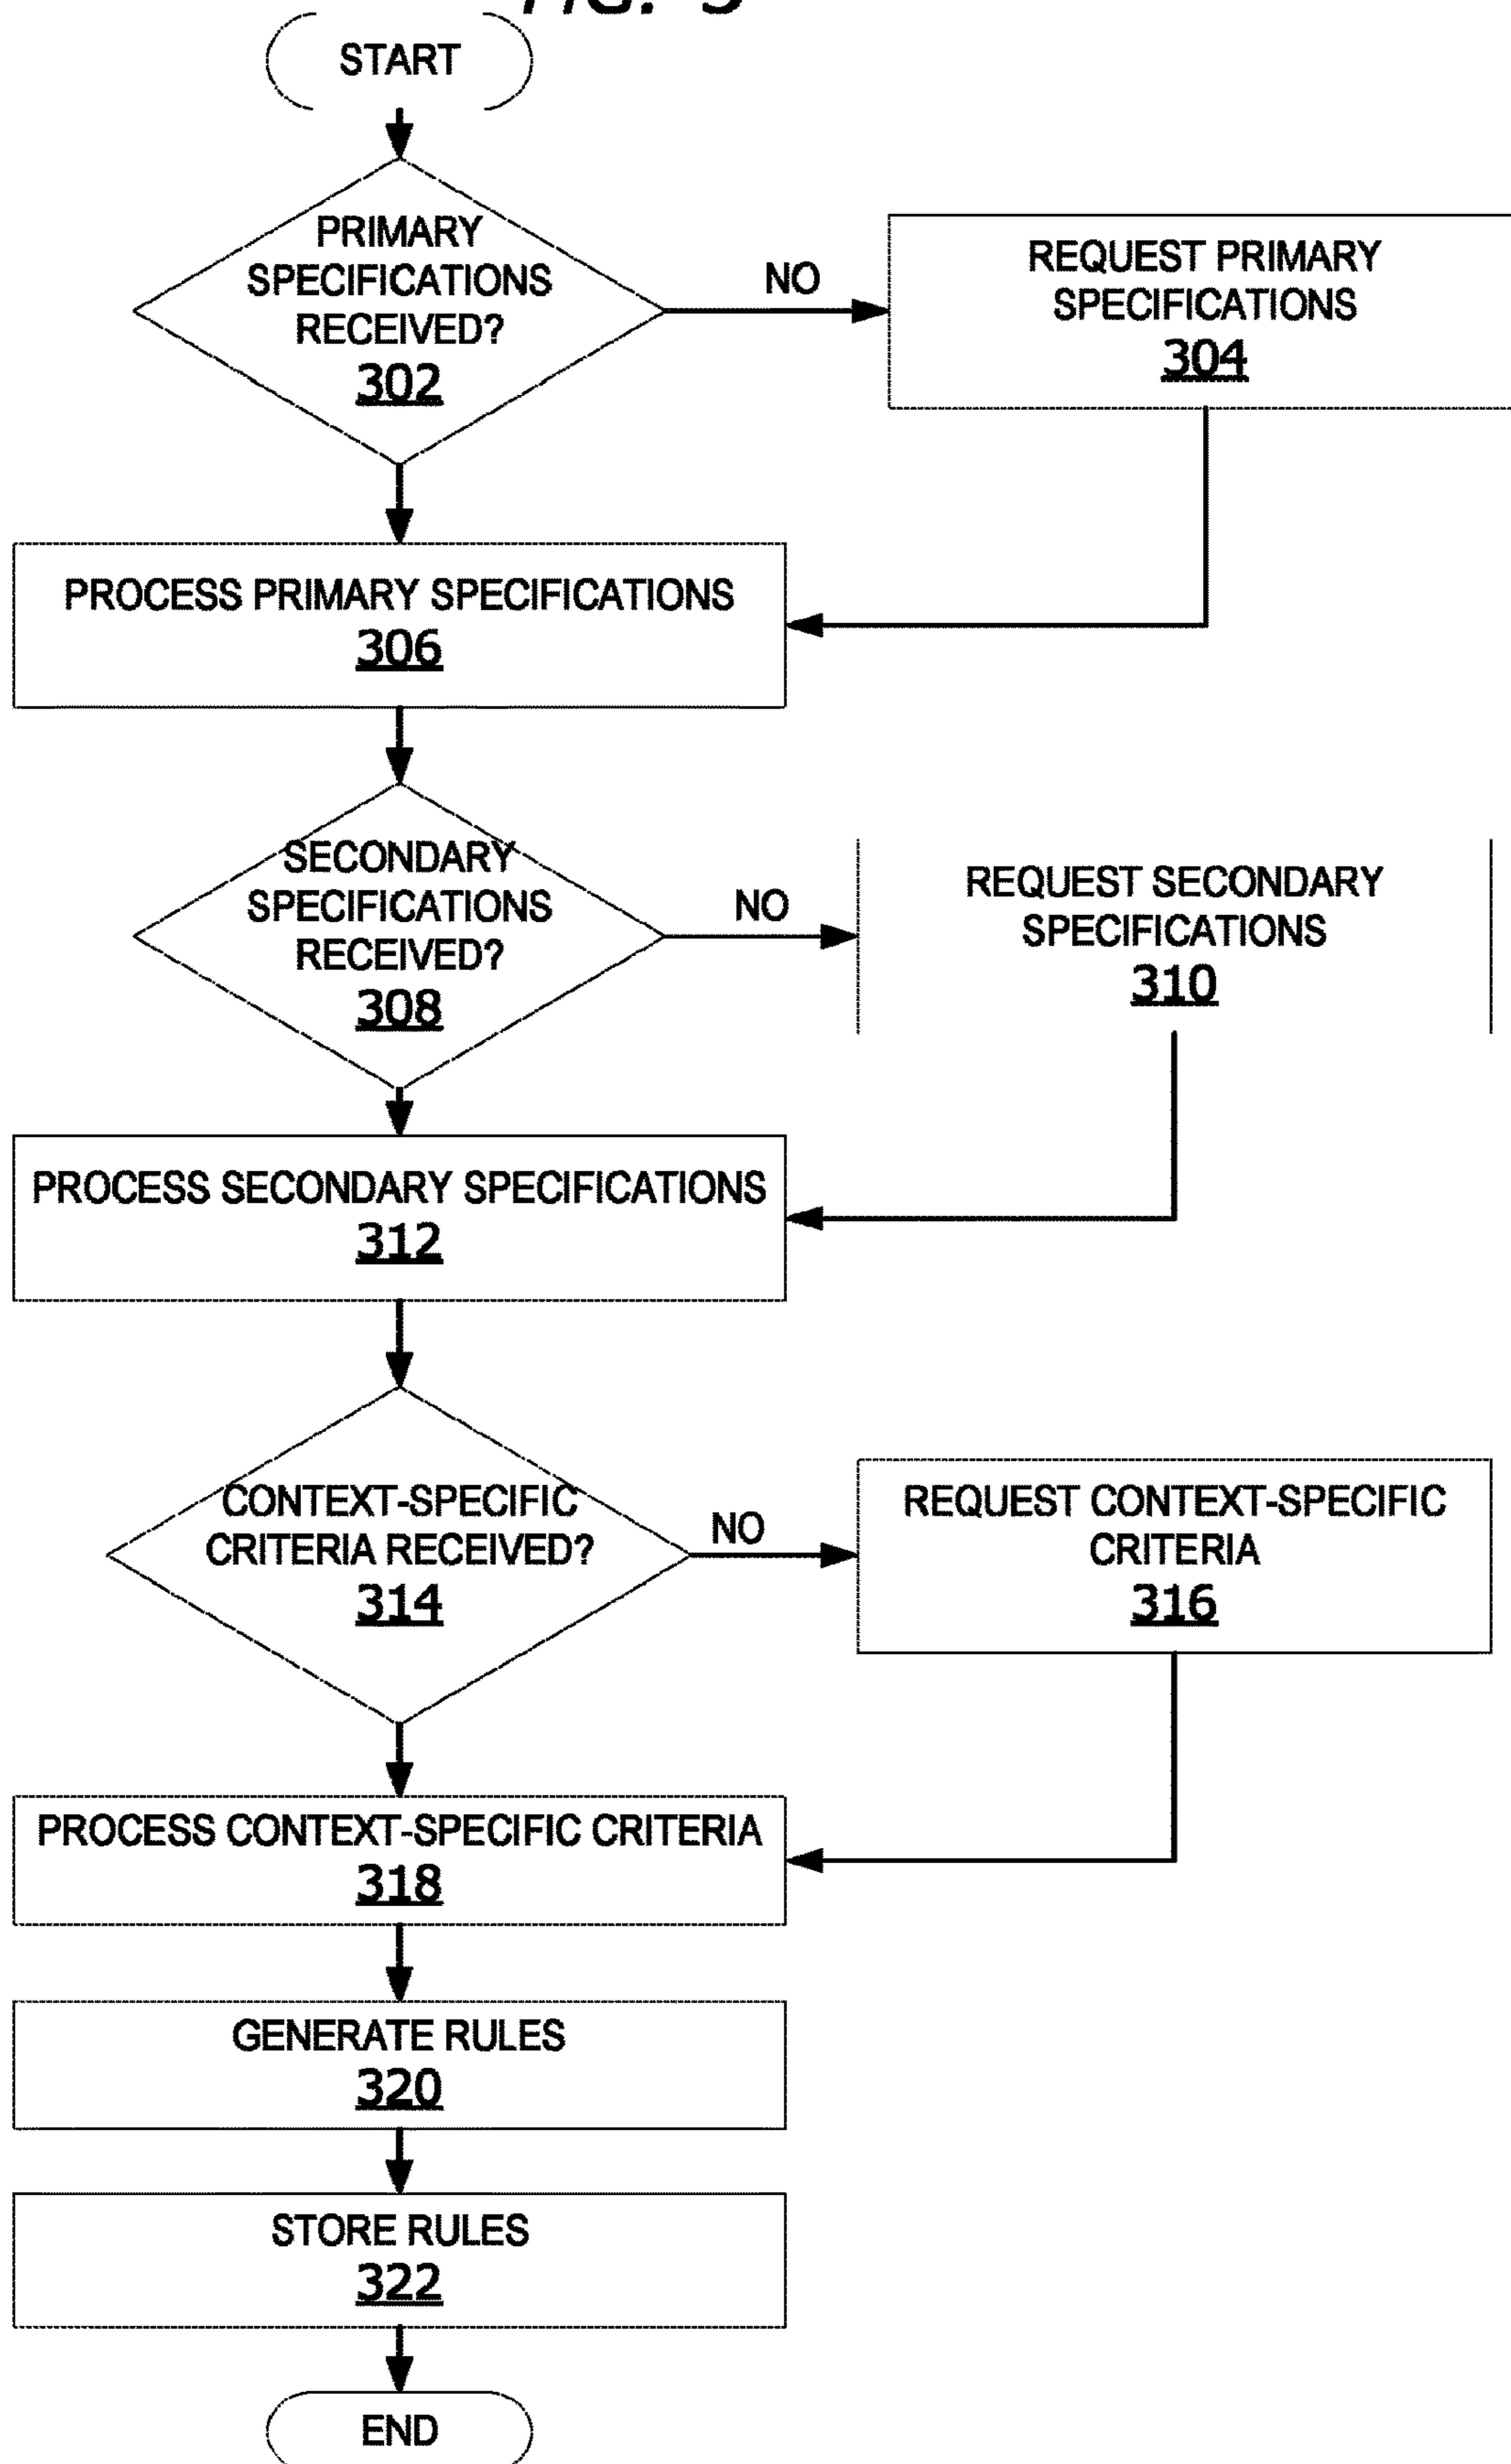 FIG. 3
START
PRIMARY
SPECIFICATIONS
RECEIVED?
302
NO
REQUEST PRIMARY
SPECIFICATIONS
304
PROCESS PRIMARY SPECIFICATIONS
306
SECONDARY
SPECIFICATIONS
RECEIVED?
308
NO
REQUEST SECONDARY
SPECIFICATIONS
310
PROCESS SECONDARY SPECIFICATIONS
312
CONTEXT-SPECIFIC
CRITERIA RECEIVED?
314
NO
REQUEST CONTEXT-SPECIFIC
CRITERIA
316
PROCESS CONTEXT-SPECIFIC CRITERIA
318
GENERATE RULES
320
STORE RULES
322
END